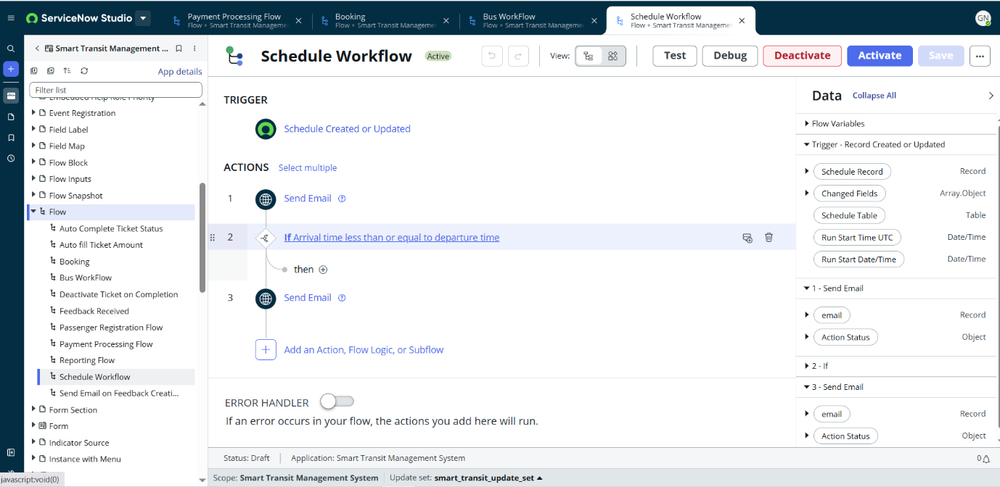 ServiceNow Studio
Payment Processing Flow
Flow • Smart Transit Manageme
Booking
Flow • Smart Transit Manageme
Bus WorkFlow
Flow • Smart Transit Manageme
Schedule Workflow
Flow • Smart Transit Manageme
GN
Smart Transit Management ...
App details
Filter list
Embedded Help Role Priority
Event Registration
Field Label
Field Map
Flow Block
Flow Inputs
Flow Snapshot
Flow
Auto Complete Ticket Status
Auto fill Ticket Amount
Booking
Bus WorkFlow
Deactivate Ticket on Completion
Feedback Received
Passenger Registration Flow
Payment Processing Flow
Reporting Flow
Schedule Workflow
Send Email on Feedback Creati...
Form Section
Form
Indicator Source
Instance with Menu
javascript:void(0)
Schedule Workflow
Active
View:
Test
Debug
Deactivate
Activate
Save
TRIGGER
Schedule Created or Updated
ACTIONS Select multiple
1 Send Email
2 If Arrival time less than or equal to departure time
then
3 Send Email
Add an Action, Flow Logic, or Subflow
ERROR HANDLER
If an error occurs in your flow, the actions you add here will run.
Data Collapse All
Flow Variables
Trigger - Record Created or Updated
Schedule Record Record
Changed Fields Array.Object
Schedule Table Table
Run Start Time UTC Date/Time
Run Start Date/Time Date/Time
1 - Send Email
email Record
Action Status Object
2 - If
3 - Send Email
email Record
Action Status Object
Status: Draft Application: Smart Transit Management System
0
Scope: Smart Transit Management System Update set: smart_transit_update_set